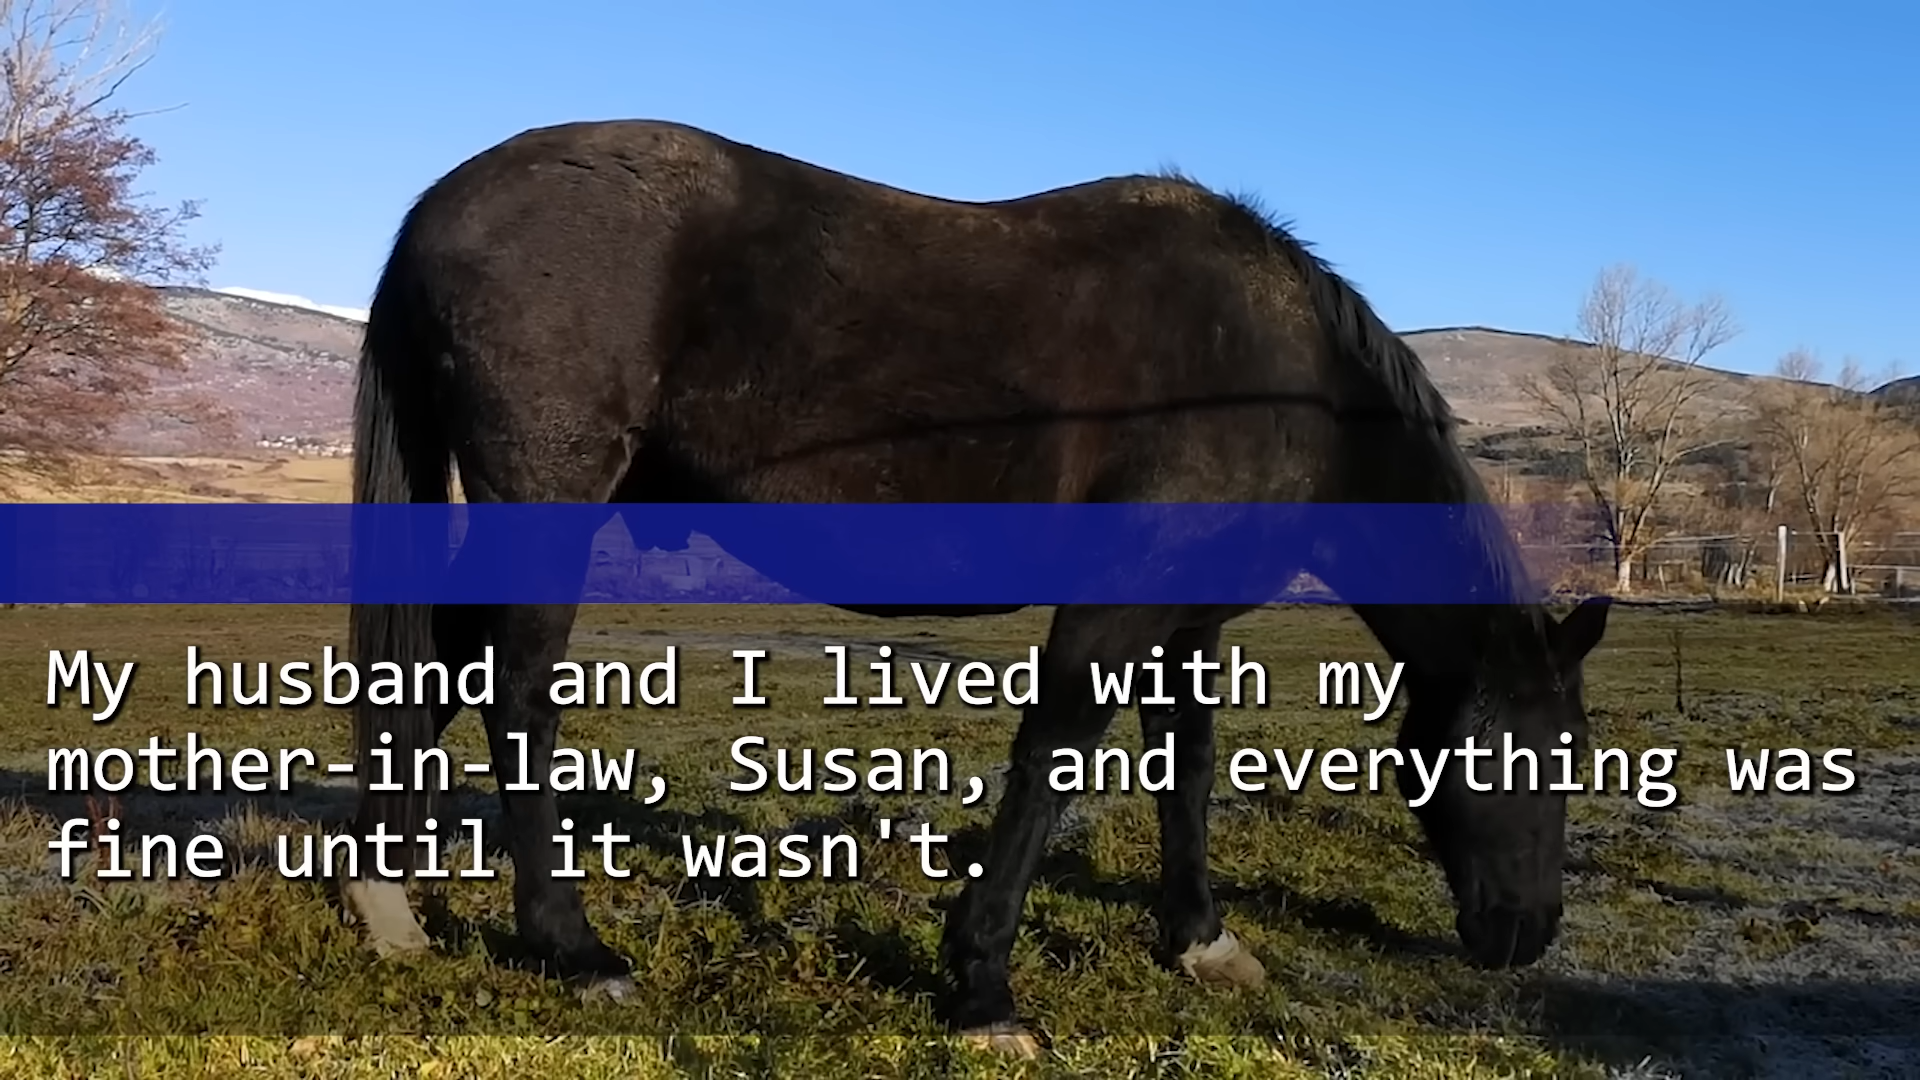 My husband and I lived with my
mother-in-law, Susan, and everything was
fine until it wasn't.